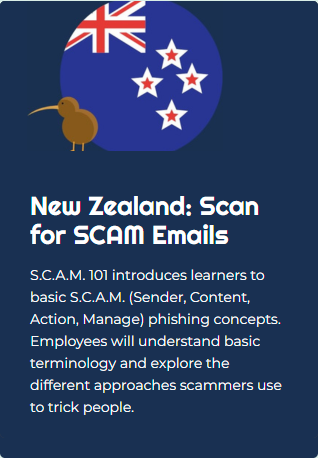 New Zealand: Scan
for SCAM Emails
S.C.A.M. 101 introduces learners to
basic S.C.A.M. (Sender, Content,
Action, Manage) phishing concepts.
Employees will understand basic
terminology and explore the
different approaches scammers use
to trick people.